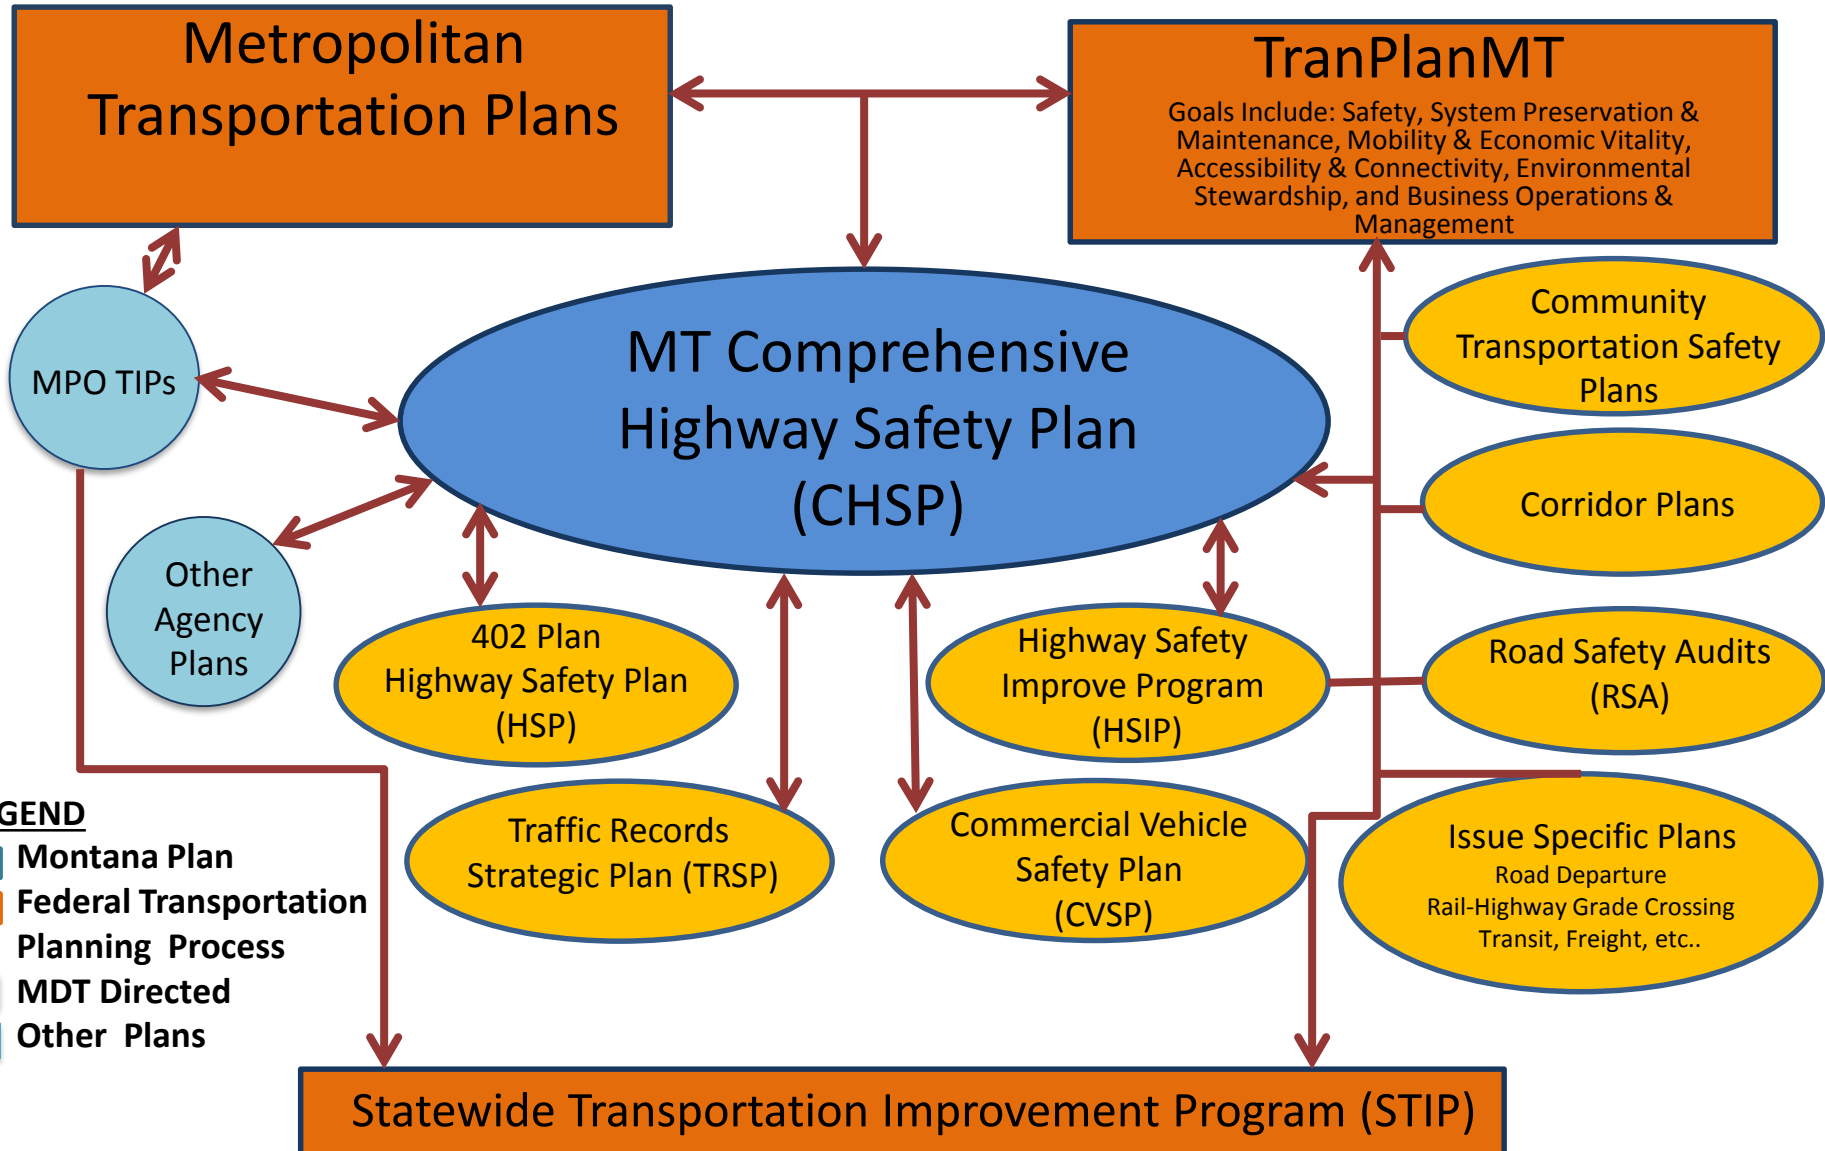 Metropolitan
Transportation Plans
TranPlanMT
Goals Include: Safety, System Preservation &
Maintenance, Mobility & Economic Vitality,
Accessibility & Connectivity, Environmental
Stewardship, and Business Operations &
Management
MPO TIPs
MT Comprehensive
Highway Safety Plan
(CHSP)
Community
Transportation Safety
Plans
Corridor Plans
Other
Agency
Plans
402 Plan
Highway Safety Plan
(HSP)
Highway Safety
Improve Program
(HSIP)
Road Safety Audits
(RSA)
Traffic Records
Strategic Plan (TRSP)
Commercial Vehicle
Safety Plan
(CVSP)
Issue Specific Plans
Road Departure
Rail-Highway Grade Crossing
Transit, Freight, etc..
GEND
Montana Plan
Federal Transportation
Planning Process
MDT Directed
Other Plans
Statewide Transportation Improvement Program (STIP)